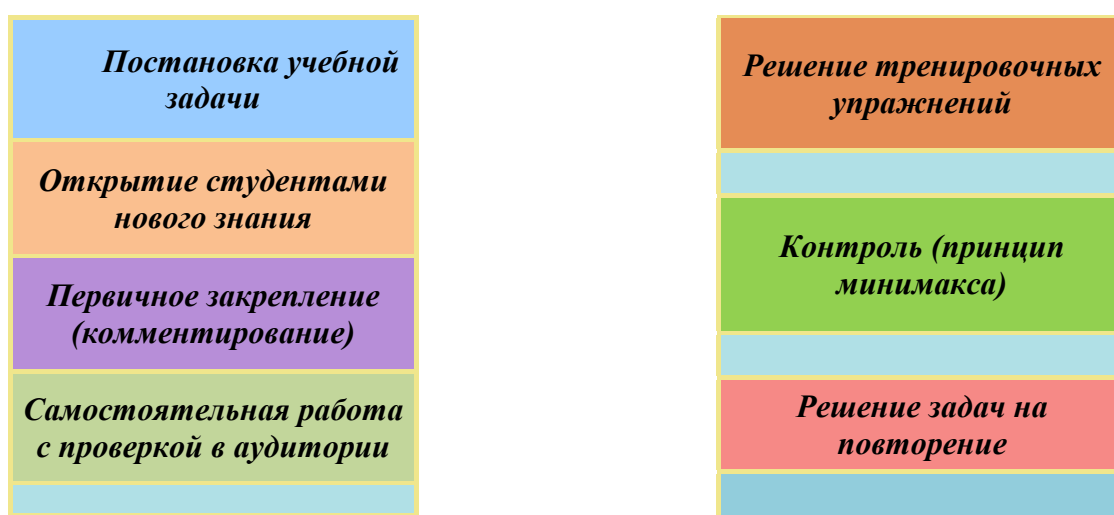 Постановка учебной
задачи
Открытие студентами
нового знания
Первичное закрепление
(комментирование)
Самостоятельная работа
с проверкой в аудитории
Решение тренировочных
упражнений
Контроль (принцип
минимакса)
Решение задач на
повторение